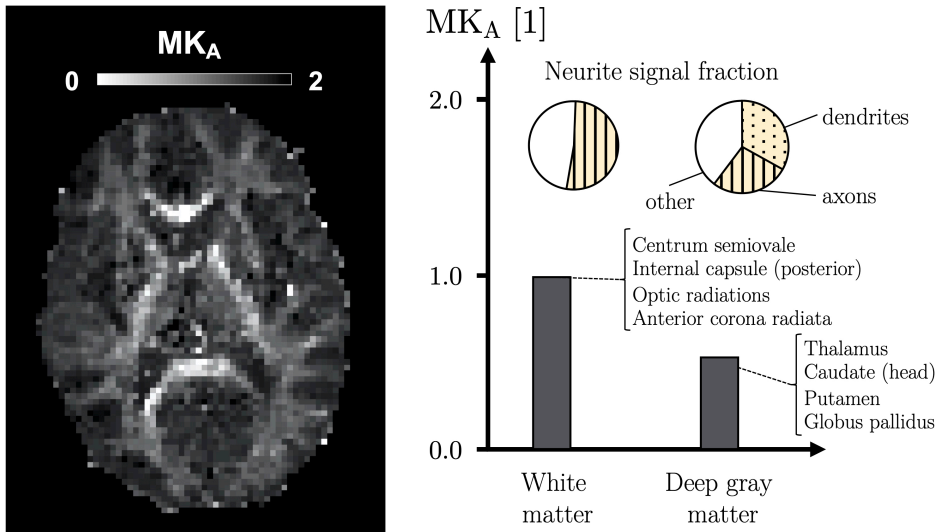 MKA
0 2
MKA [1]
Neurite signal fraction
2.0
dendrites
axons
other
Centrum semiovale
1.0
Internal capsule (posterior)
Optic radiations
Anterior corona radiata
Thalamus
Caudate (head)
Putamen
Globus pallidus
0.0
White
matter
Deep gray
matter